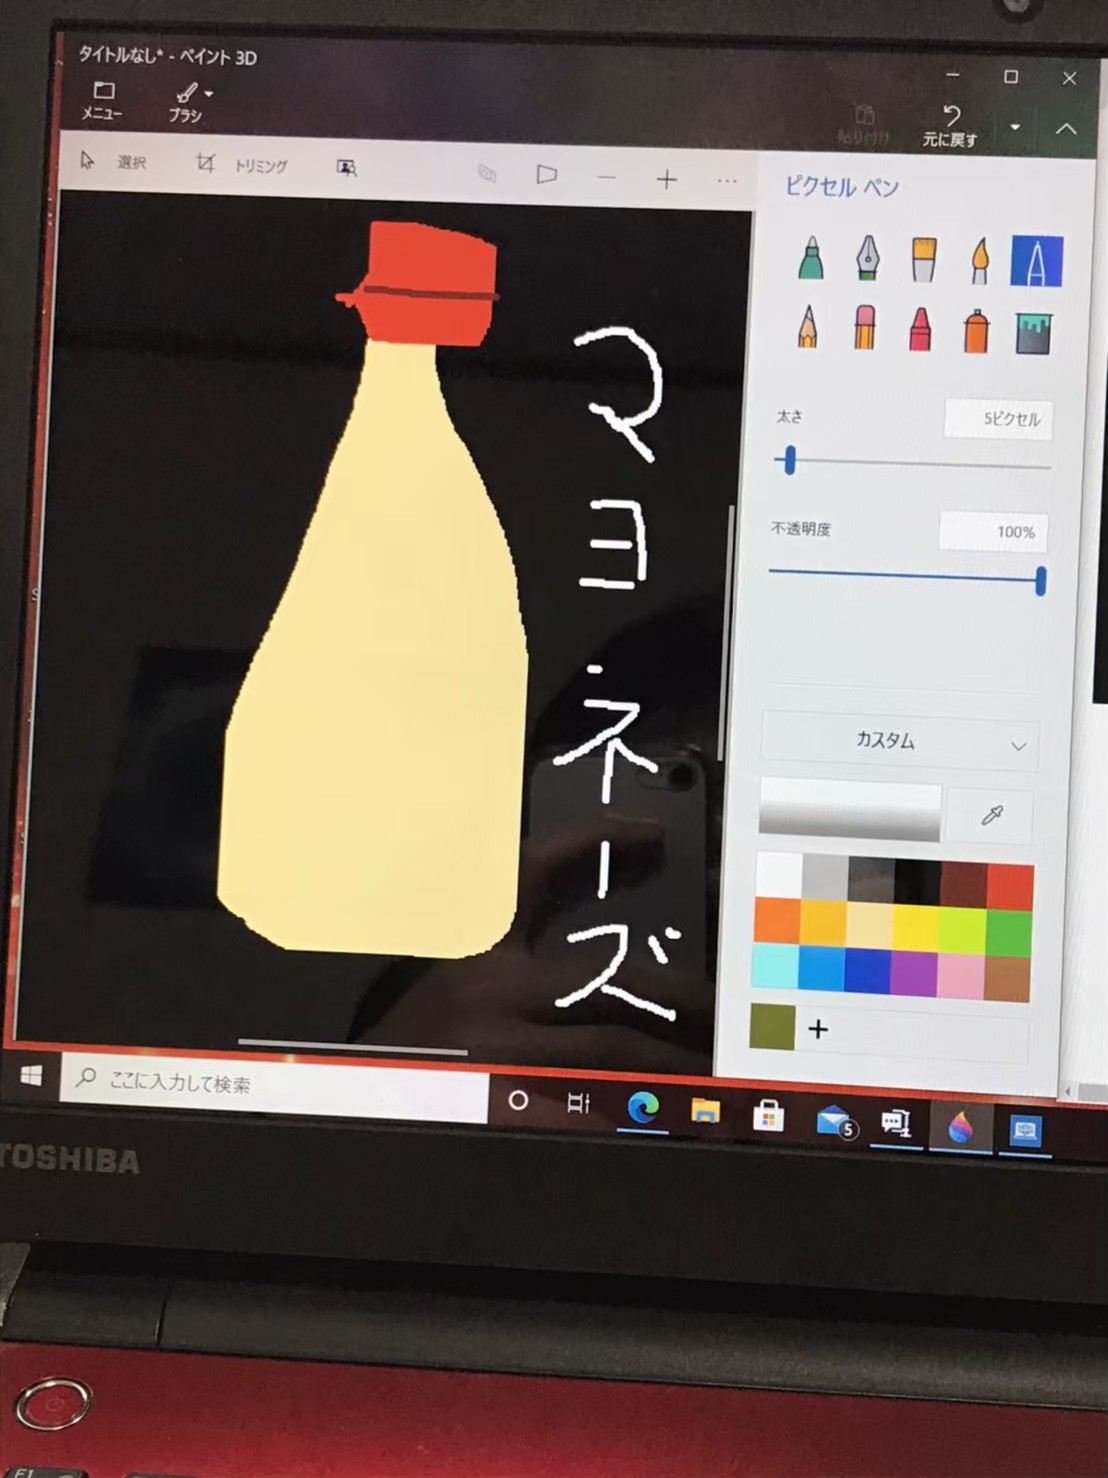 タイトルなし* - ペイント 3D
メニュー
ブラシ
貼り付け
元に戻す
選択
トリミング
ピクセル ペン
太さ
5ピクセル
不透明度
100%
カスタム
マヨネーズ
ここに入力して検索
5
TOSHIBA
F1